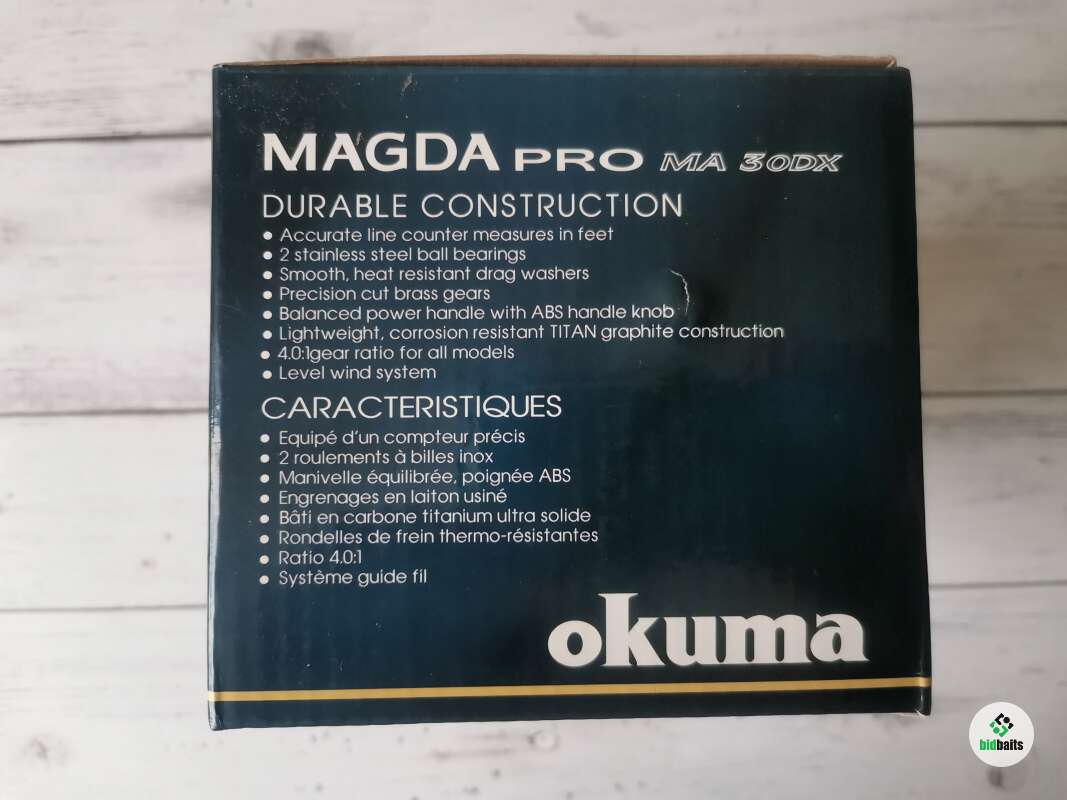 MAGDA PRO MA 30DX
DURABLE CONSTRUCTION
• Accurate line counter measures in feet
• 2 stainless steel ball bearings
• Smooth, heat resistant drag washers
• Precision cut brass gears
• Balanced power handle with ABS handle knob
• Lightweight, corrosion resistant TITAN graphite construction
• 4.0:1gear ratio for all models
• Level wind system
CARACTERISTIQUES
• Equipé d'un compteur précis
• 2 roulements à billes inox
• Manivelle équilibrée, poignée ABS
• Engrenages en laiton usiné
• Bâti en carbone titanium ultra solide
• Rondelles de frein thermo-résistantes
• Ratio 4.0:1
• Système guide fil
okuma
bidbaits